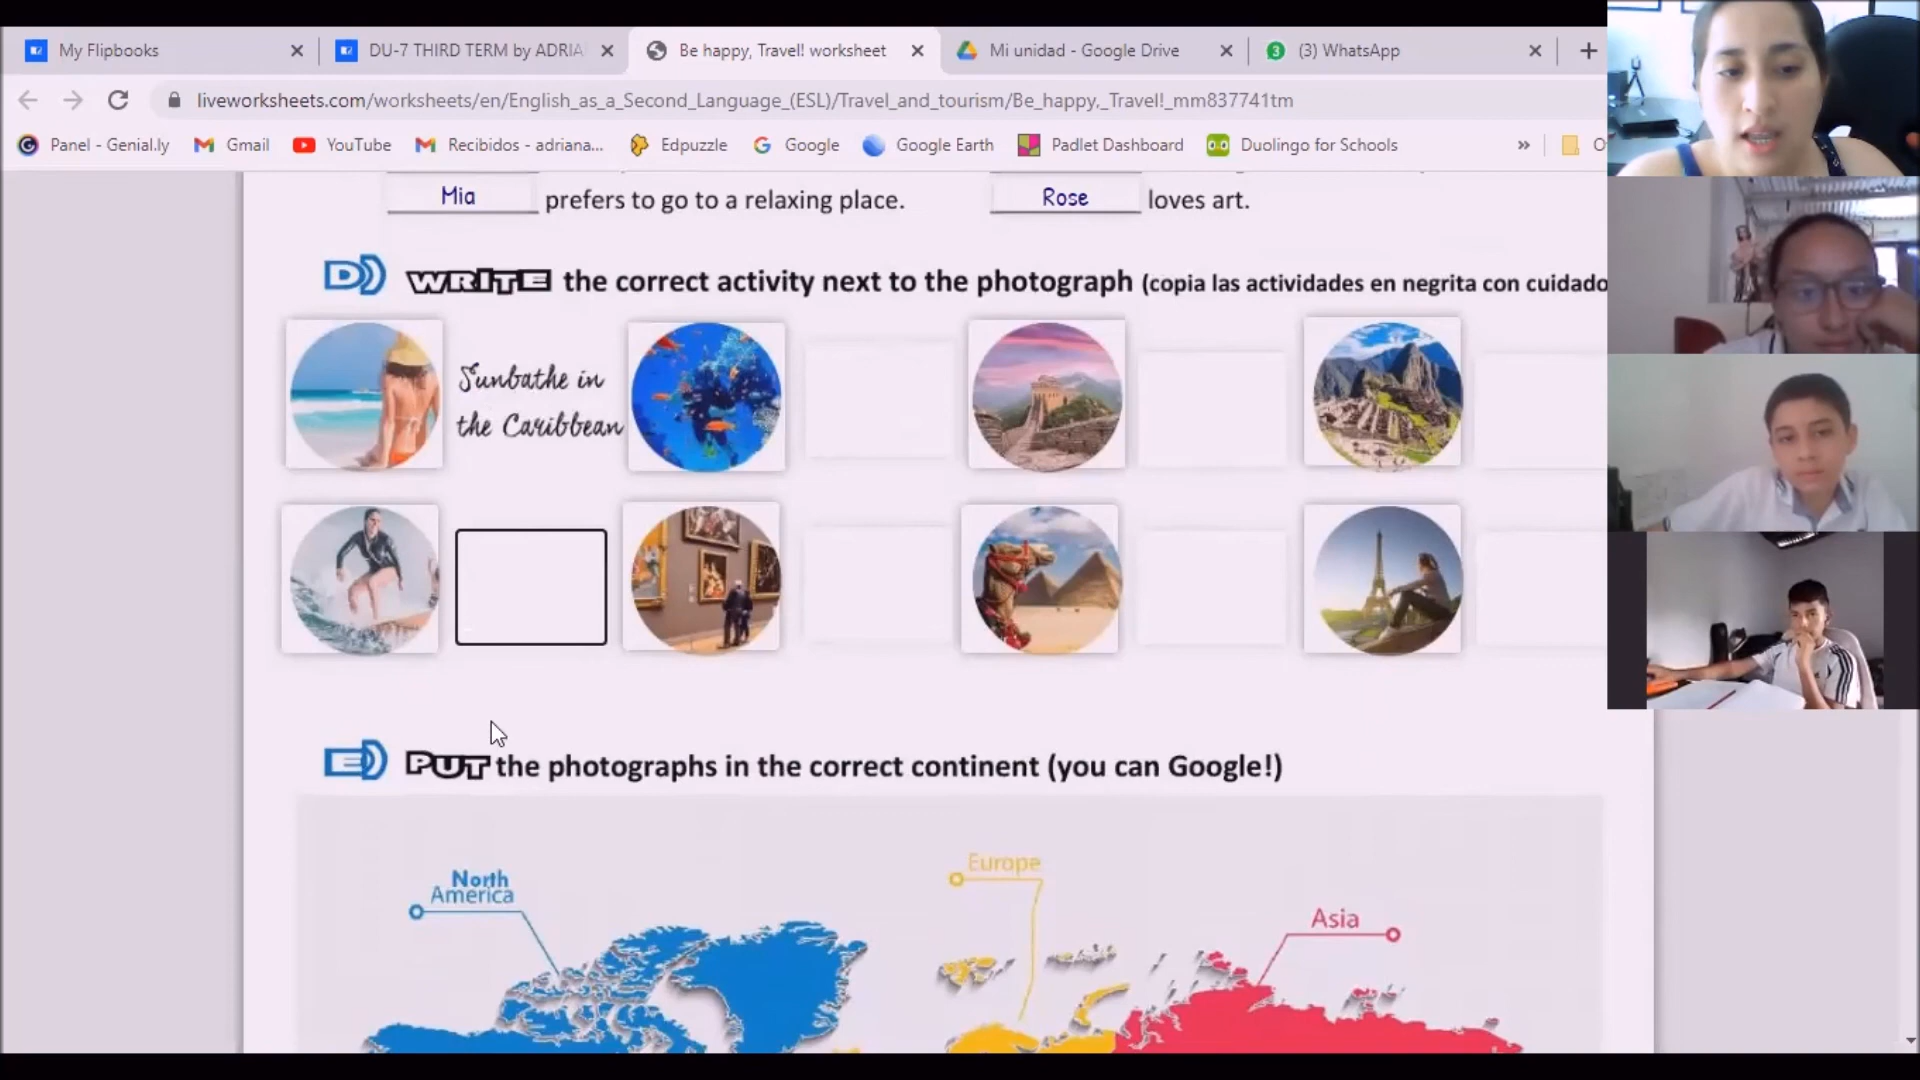 My Flipbooks
DU-7 THIRD TERM by ADRIA
Be happy, Travel! worksheet
Mi unidad - Google Drive
3
(3) WhatsApp
liveworksheets.com/worksheets/en/English_as_a_Second_Language_(ESL)/Travel_and_tourism/Be_happy,_Travel!_mm837741tm
Panel - Genial.ly
Gmail
YouTube
Recibidos - adriana...
Edpuzzle
Google
Google Earth
Padlet Dashboard
Duolingo for Schools
»
Mia prefers to go to a relaxing place.
Rose loves art.
D) WRITE the correct activity next to the photograph (copia las actividades en negrita con cuidado
Sunbathe in
the Caribbean
E) PUT the photographs in the correct continent (you can Google!)
North
America
Europe
Asia